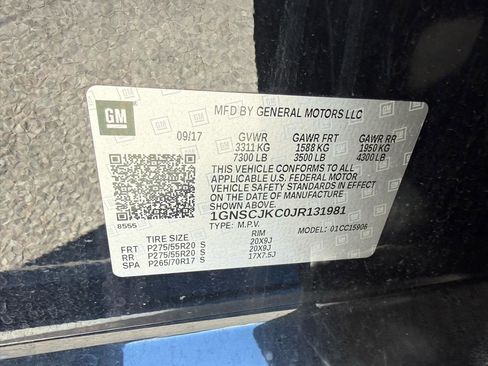 GM
MFD BY GENERAL MOTORS LLC
09/17 GVWR GAWR FRT GAWR RR
3311 KG 1588 KG 1950 KG
7300 LB 3500 LB 4300 LB
THIS VEHICLE CONFORMS TO ALL
APPLICABLE U.S. FEDERAL MOTOR
VEHICLE SAFETY STANDARDS IN EFFECT
ON THE DATE OF MANUFACTURE
SHOWN ABOVE.
1GNSCJKC0JR131981
8555
TYPE: M.P.V. MODEL: 01CC15906
TIRE SIZE RIM
FRT P275/55R20 S 20X9J
RR P275/55R20 S 20X9J
SPA P265/70R17 S 17X7.5J